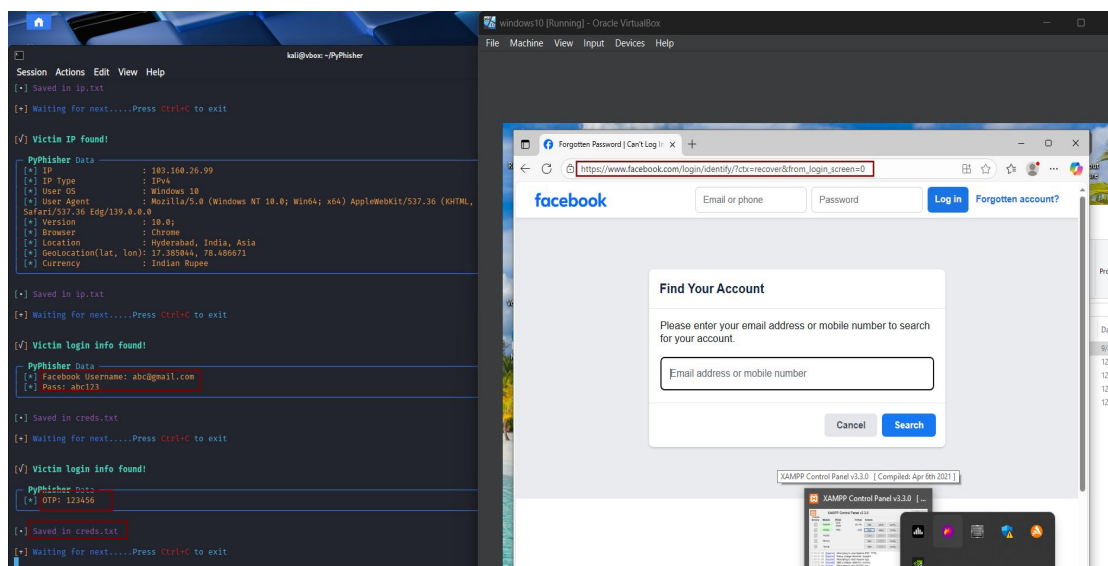 kali@vbox: ~/PyPhisher
Session Actions Edit View Help
[•] Saved in ip.txt
[+] Waiting for next.....Press Ctrl+C to exit
[√] Victim IP found!
PyPhisher Data
[*] IP : 103.160.26.99
[*] IP Type : IPv4
[*] User OS : Windows 10
[*] User Agent : Mozilla/5.0 (Windows NT 10.0; Win64; x64) AppleWebKit/537.36 (KHTML,
Safari/537.36 Edg/139.0.0.0
[*] Version : 10.0;
[*] Browser : Chrome
[*] Location : Hyderabad, India, Asia
[*] GeoLocation(lat, lon): 17.385044, 78.486671
[*] Currency : Indian Rupee
[•] Saved in ip.txt
[+] Waiting for next.....Press Ctrl+C to exit
[√] Victim login info found!
PyPhisher Data
[*] Facebook Username: abc@gmail.com
[*] Pass: abc123
[•] Saved in creds.txt
[+] Waiting for next.....Press Ctrl+C to exit
[√] Victim login info found!
PyPhisher Data
[*] OTP: 123456
[•] Saved in creds.txt
[+] Waiting for next.....Press Ctrl+C to exit
windows10 [Running] - Oracle VirtualBox
File Machine View Input Devices Help
Forgotten Password | Can't Log In
https://www.facebook.com/login/identify/?ctx=recover&from_login_screen=0
facebook
Email or phone
Password
Log in
Forgotten account?
Find Your Account
Please enter your email address or mobile number to search
for your account.
Email address or mobile number
Cancel
Search
XAMPP Control Panel v3.3.0 [ Compiled: Apr 6th 2021 ]
XAMPP Control Panel v3.3.0 [ ...